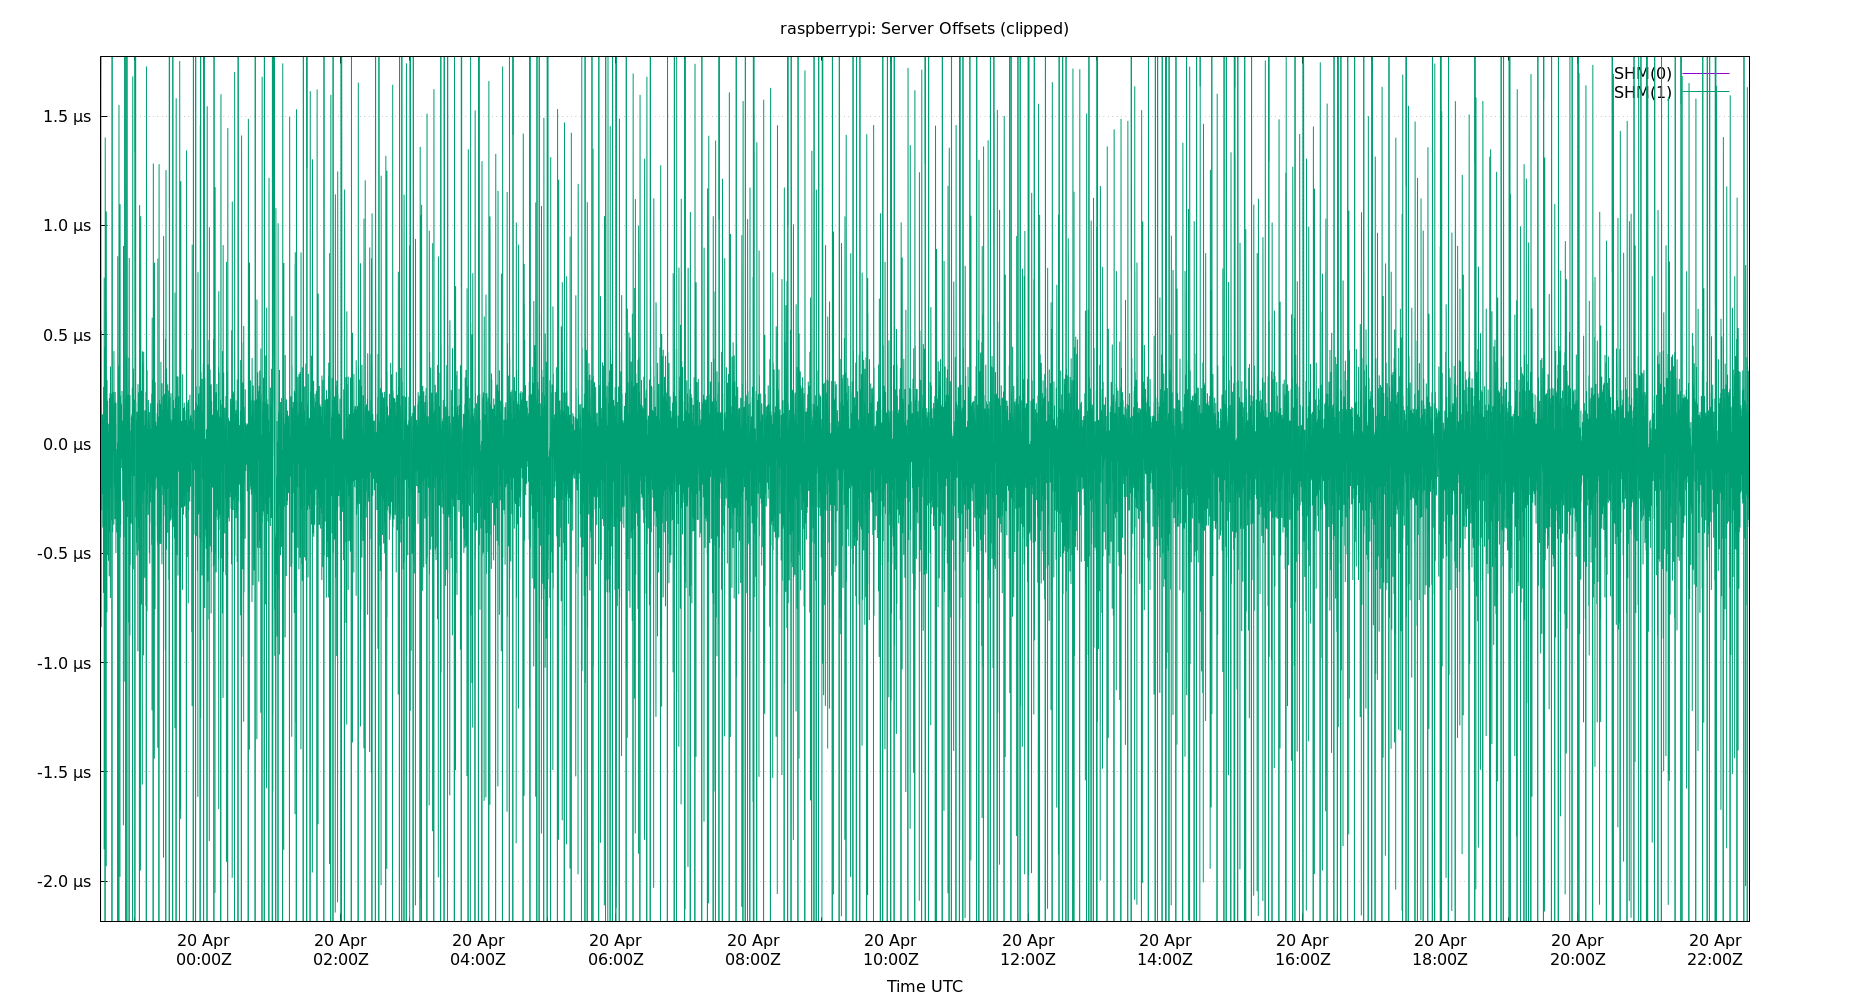 raspberrypi: Server Offsets (clipped)
SHM(0)
SHM(1)
1.5 µs
1.0 µs
0.5 µs
0.0 µs
-0.5 µs
-1.0 µs
-1.5 µs
-2.0 µs
20 Apr 20 Apr 20 Apr 20 Apr 20 Apr 20 Apr 20 Apr 20 Apr 20 Apr 20 Apr 20 Apr 20 Apr
00:00Z 02:00Z 04:00Z 06:00Z 08:00Z 10:00Z 12:00Z 14:00Z 16:00Z 18:00Z 20:00Z 22:00Z
Time UTC